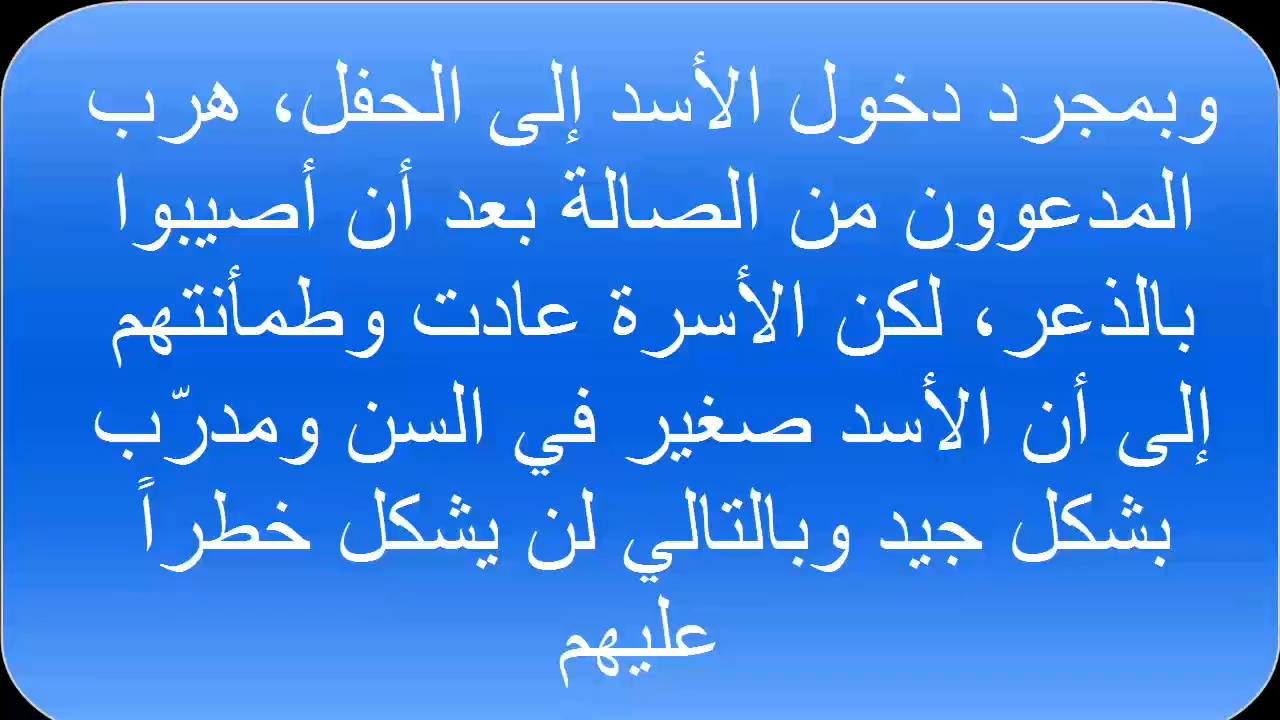 وبمجرد دخول الأسد إلى الحفل، هرب
المدعوون من الصالة بعد أن أصيبوا
بالذعر، لكن الأسرة عادت وطمأنتهم
إلى أن الأسد صغير في السن ومدرّب
بشكل جيد وبالتالي لن يشكل خطراً
عليهم